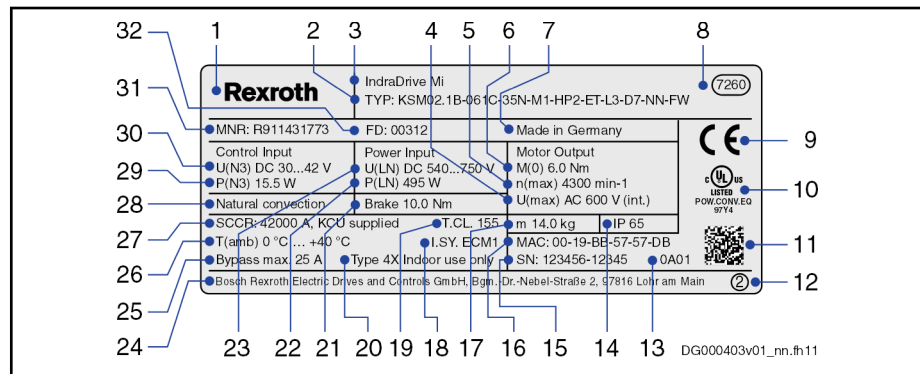 32 1 2 3 4 5 6 7 8
Rexroth
IndraDrive Mi
TYP: KSM02.1B-061C-35N-M1-HP2-ET-L3-D7-NN-FW
7260
31 MNR: R911431773 FD: 00312 Made in Germany
Control Input Power Input Motor Output
30 U(N3) DC 30...42 V U(LN) DC 540...750 V M(0) 6.0 Nm
29 P(N3) 15.5 W P(LN) 495 W n(max) 4300 min-1
28 Natural convection Brake 10.0 Nm U(max) AC 600 V (int.)
CE 9
C UL US
LISTED 10
POW.CONV.EQ
97Y4
27 SCCR: 42000 A, KCU supplied T.CL. 155 m 14.0 kg IP 65
26 T(amb) 0 °C ... +40 °C I.SY. ECM1 MAC: 00-19-BB-57-57-DB 11
25 Bypass max. 25 A Type 4X Indoor use only SN: 123456-12345 0A01
24 Bosch Rexroth Electric Drives and Controls GmbH, Bgm.-Dr.-Nebel-Straße 2, 97816 Lohr am Main 2 12
23 22 21 20 19 18 17 16 15 14 13
DG000403v01_nn.fh11